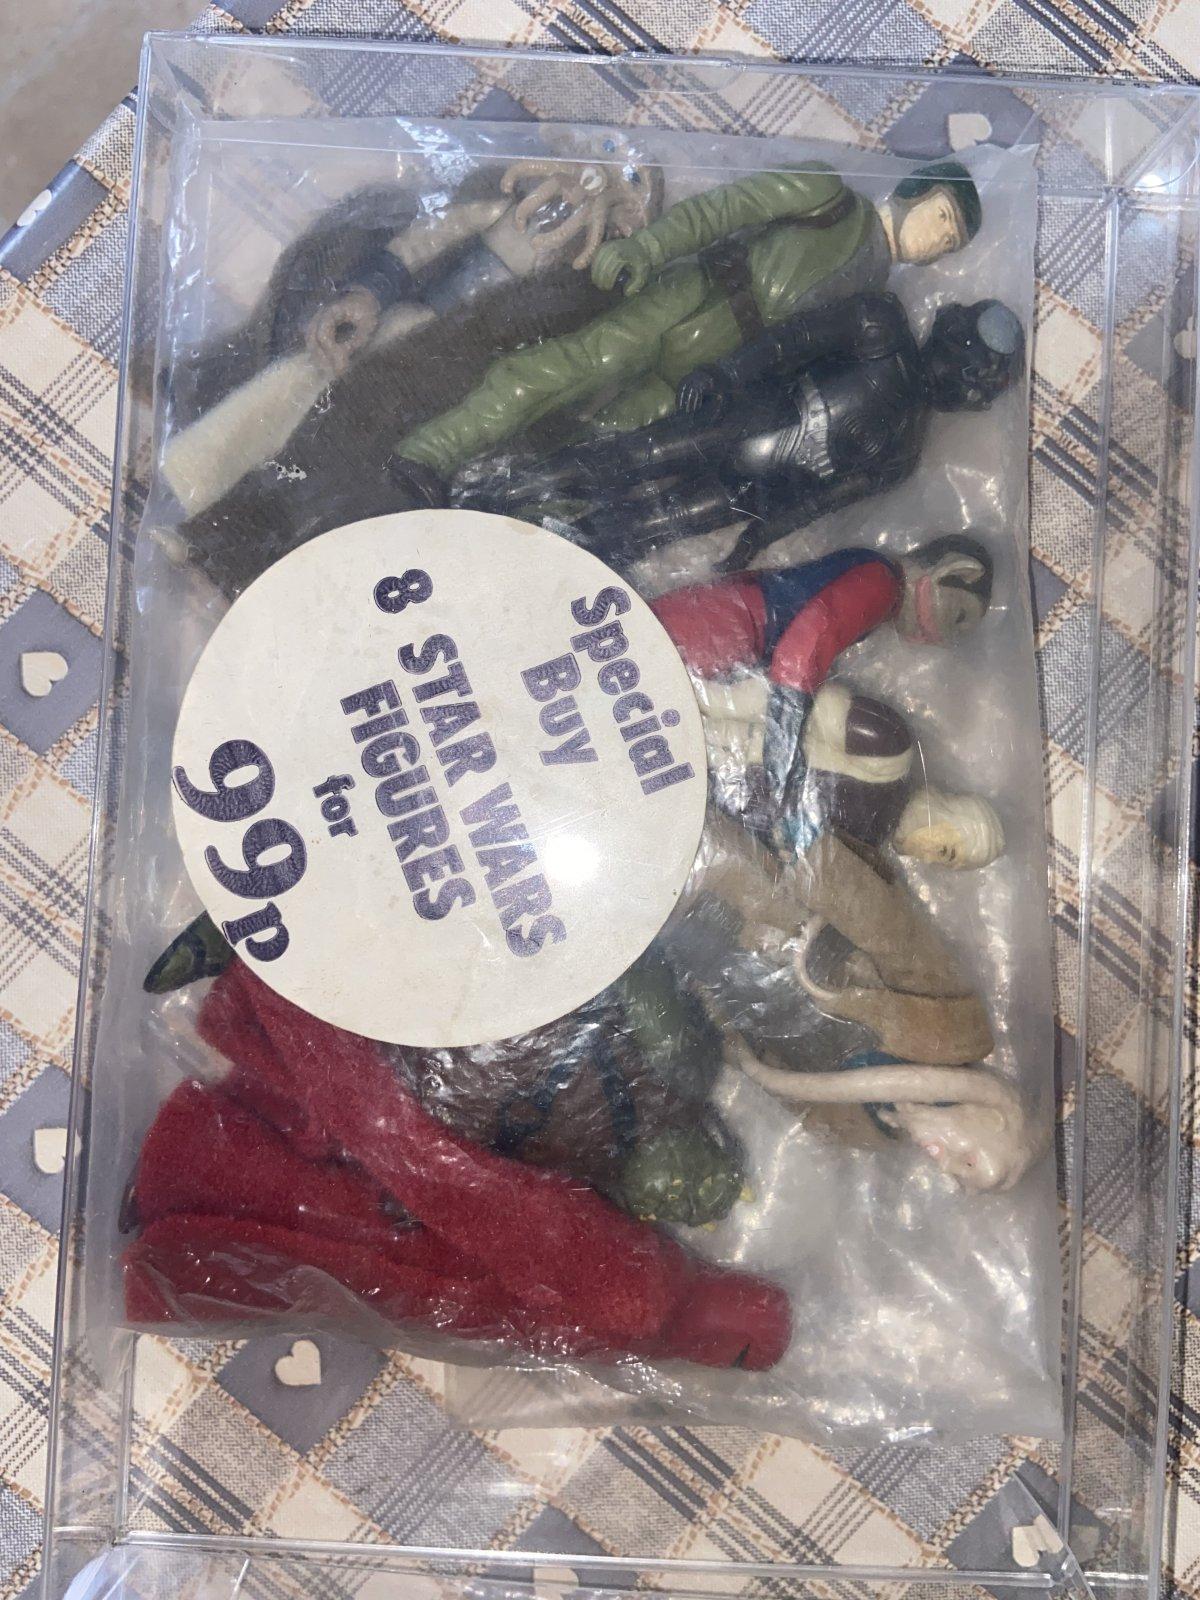 Special
Buy
8 STAR WARS
FIGURES
for
99p